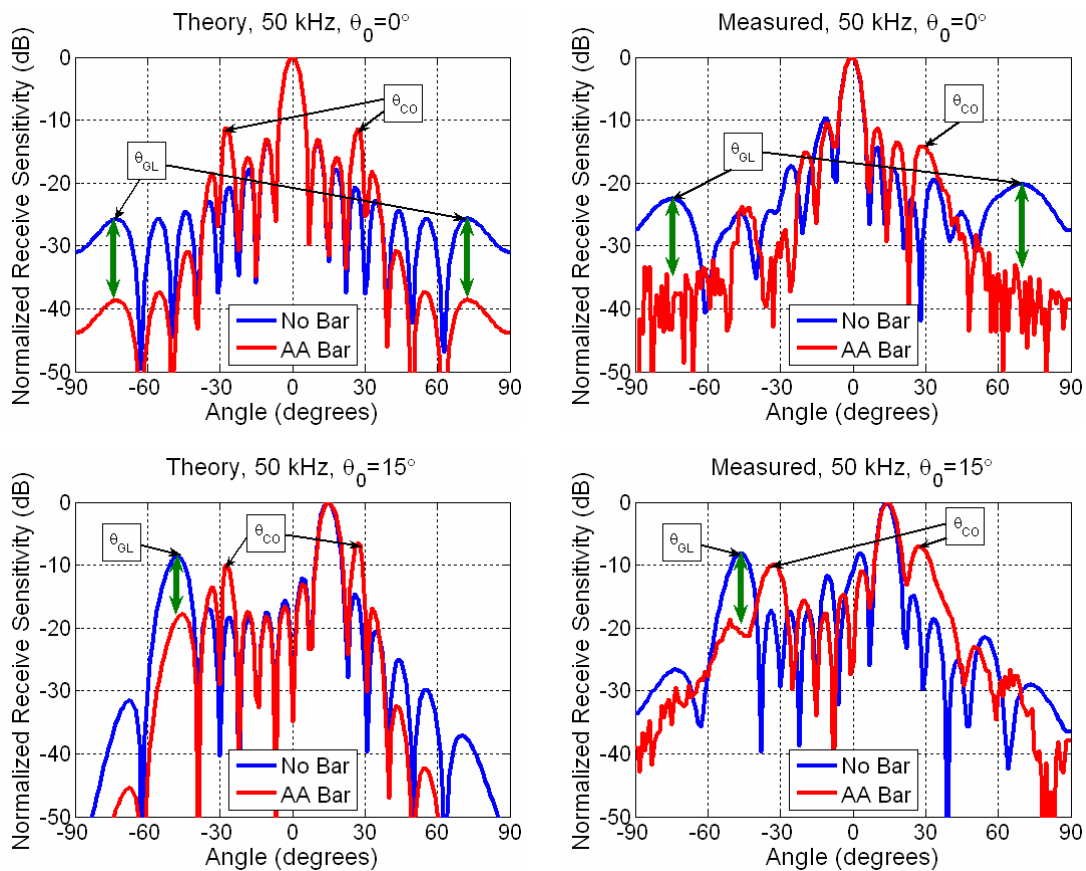 Theory, 50 kHz, θ0=0°
Normalized Receive Sensitivity (dB)
0
-10
-20
-30
-40
-50
θCO
θGL
No Bar
AA Bar
-90 -60 -30 0 30 60 90
Angle (degrees)
Measured, 50 kHz, θ0=0°
Normalized Receive Sensitivity (dB)
0
-10
-20
-30
-40
-50
θCO
θGL
No Bar
AA Bar
-90 -60 -30 0 30 60 90
Angle (degrees)
Theory, 50 kHz, θ0=15°
Normalized Receive Sensitivity (dB)
0
-10
-20
-30
-40
-50
θGL
θCO
No Bar
AA Bar
-90 -60 -30 0 30 60 90
Angle (degrees)
Measured, 50 kHz, θ0=15°
Normalized Receive Sensitivity (dB)
0
-10
-20
-30
-40
-50
θGL
θCO
No Bar
AA Bar
-90 -60 -30 0 30 60 90
Angle (degrees)